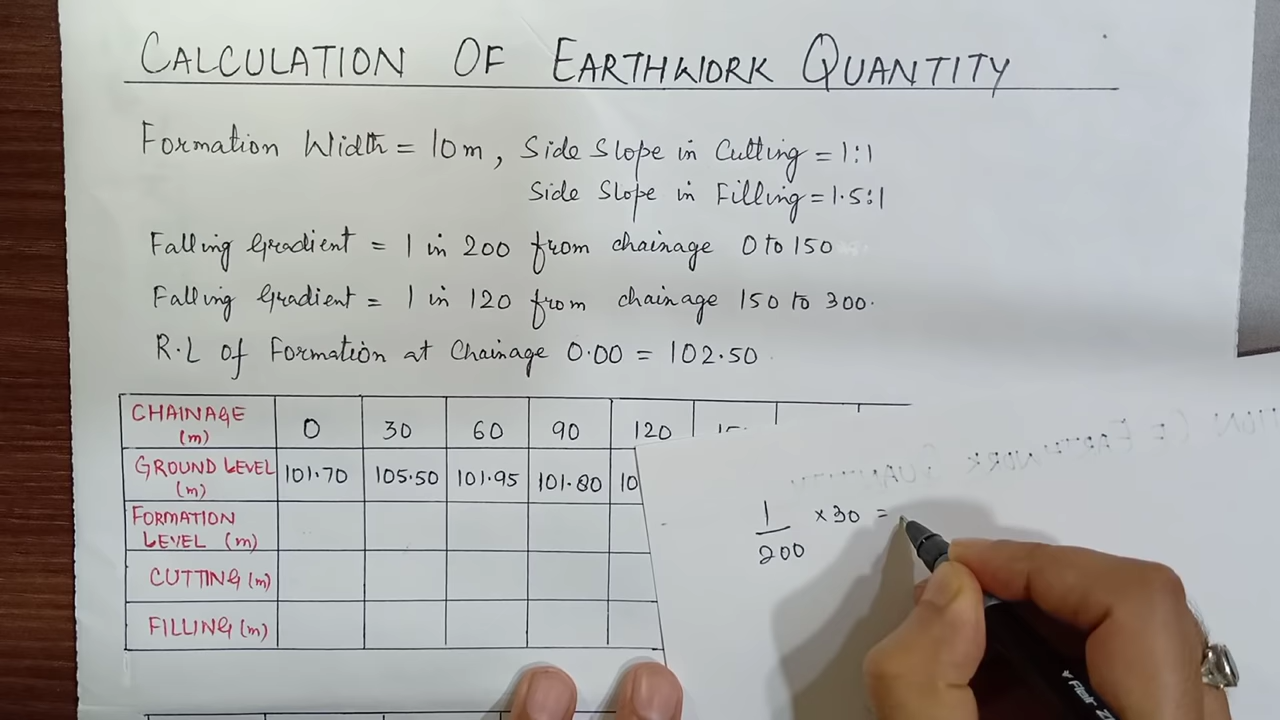 CALCULATION OF EARTHWORK QUANTITY
Formation Width = 10m, Side Slope in Cutting = 1:1
Side Slope in Filling = 1.5:1
Falling Gradient = 1 in 200 from chainage 0 to 150
Falling Gradient = 1 in 120 from chainage 150 to 300.
R.L of Formation at Chainage 0.00 = 102.50
CHAINAGE (m) 0 30 60 90 120
GROUND LEVEL (m) 101.70 105.50 101.95 101.80 10
FORMATION LEVEL (m)
CUTTING (m)
FILLING (m)
1/200 × 30 =
Flair